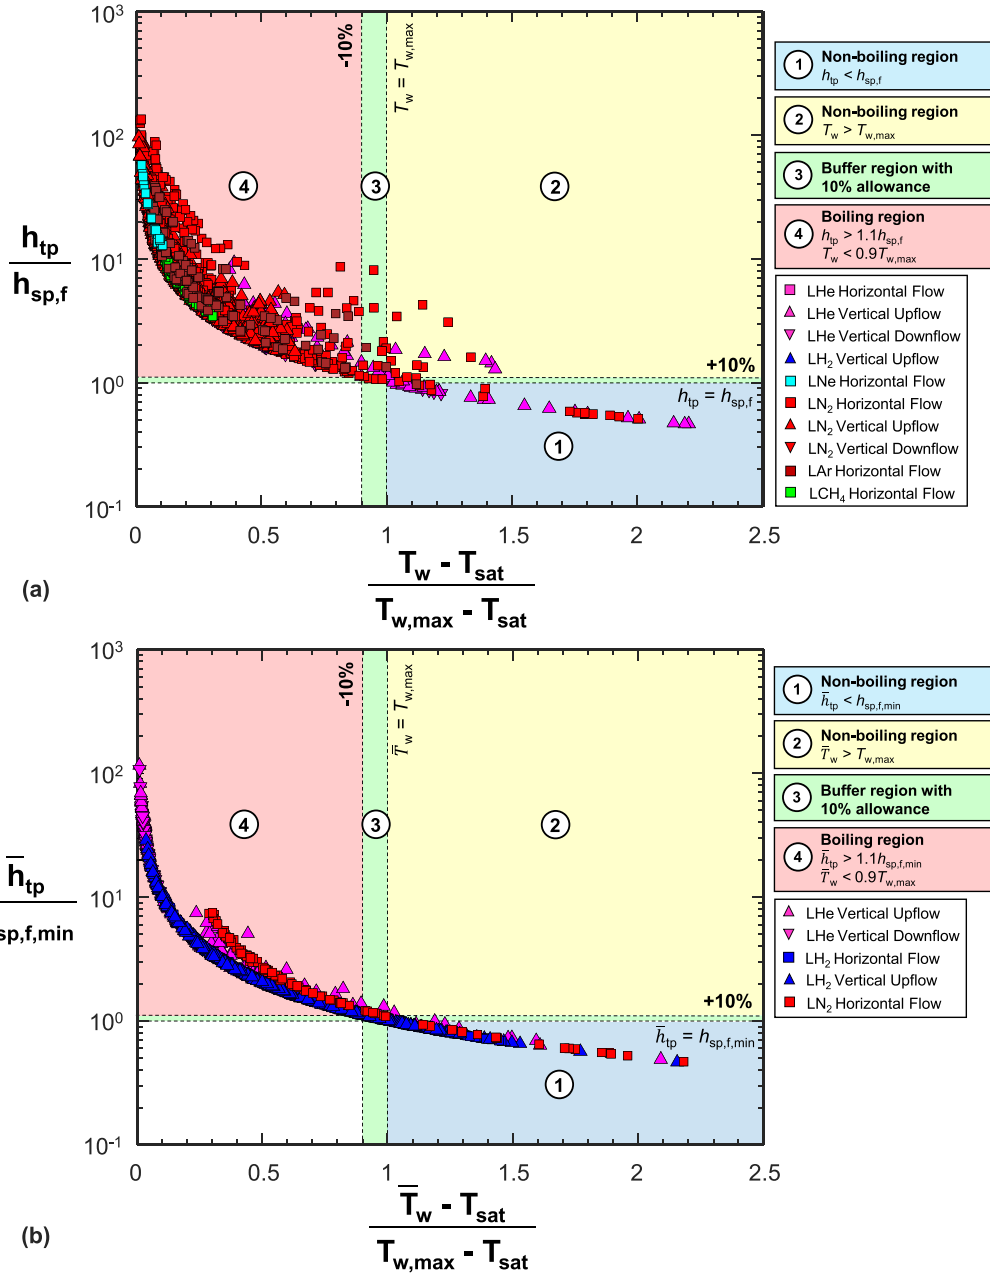 (a)
10³
10²
10¹
10⁰
10⁻¹
h_tp
h_sp,f
-10%
T_w = T_w,max
4
3
2
+10%
h_tp = h_sp,f
1
0
0.5
1
1.5
2
2.5
T_w - T_sat
T_w,max - T_sat
1
Non-boiling region
h_tp < h_sp,f
2
Non-boiling region
T_w > T_w,max
3
Buffer region with
10% allowance
4
Boiling region
h_tp > 1.1h_sp,f
T_w < 0.9T_w,max
LHe Horizontal Flow
LHe Vertical Upflow
LHe Vertical Downflow
LH₂ Vertical Upflow
LNe Horizontal Flow
LN₂ Horizontal Flow
LN₂ Vertical Upflow
LN₂ Vertical Downflow
LAr Horizontal Flow
LCH₄ Horizontal Flow
(b)
10³
10²
10¹
10⁰
10⁻¹
h̅_tp
sp,f,min
-10%
T̅_w = T_w,max
4
3
2
+10%
h̅_tp = h_sp,f,min
1
0
0.5
1
1.5
2
2.5
T̅_w - T_sat
T_w,max - T_sat
1
Non-boiling region
h̅_tp < h_sp,f,min
2
Non-boiling region
T̅_w > T_w,max
3
Buffer region with
10% allowance
4
Boiling region
h̅_tp > 1.1h_sp,f,min
T̅_w < 0.9T_w,max
LHe Vertical Upflow
LHe Vertical Downflow
LH₂ Horizontal Flow
LH₂ Vertical Upflow
LN₂ Horizontal Flow